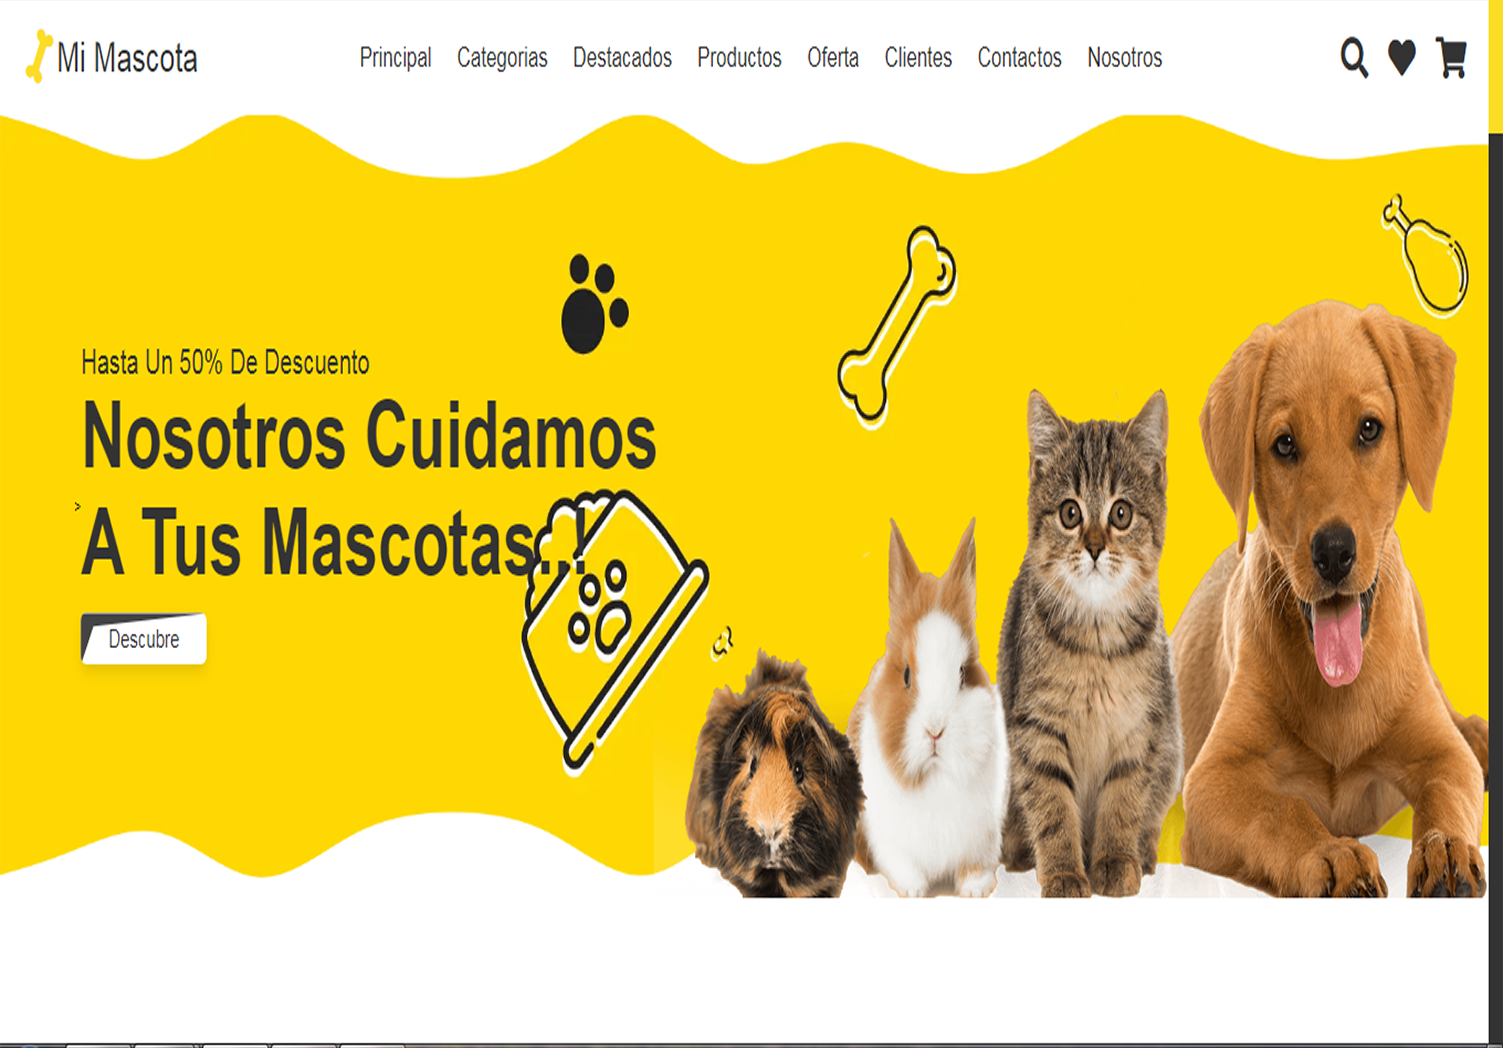 Mi Mascota
Principal Categorias Destacados Productos Oferta Clientes Contactos Nosotros
Hasta Un 50% De Descuento
Nosotros Cuidamos
>
A Tus Mascotas..!
Descubre